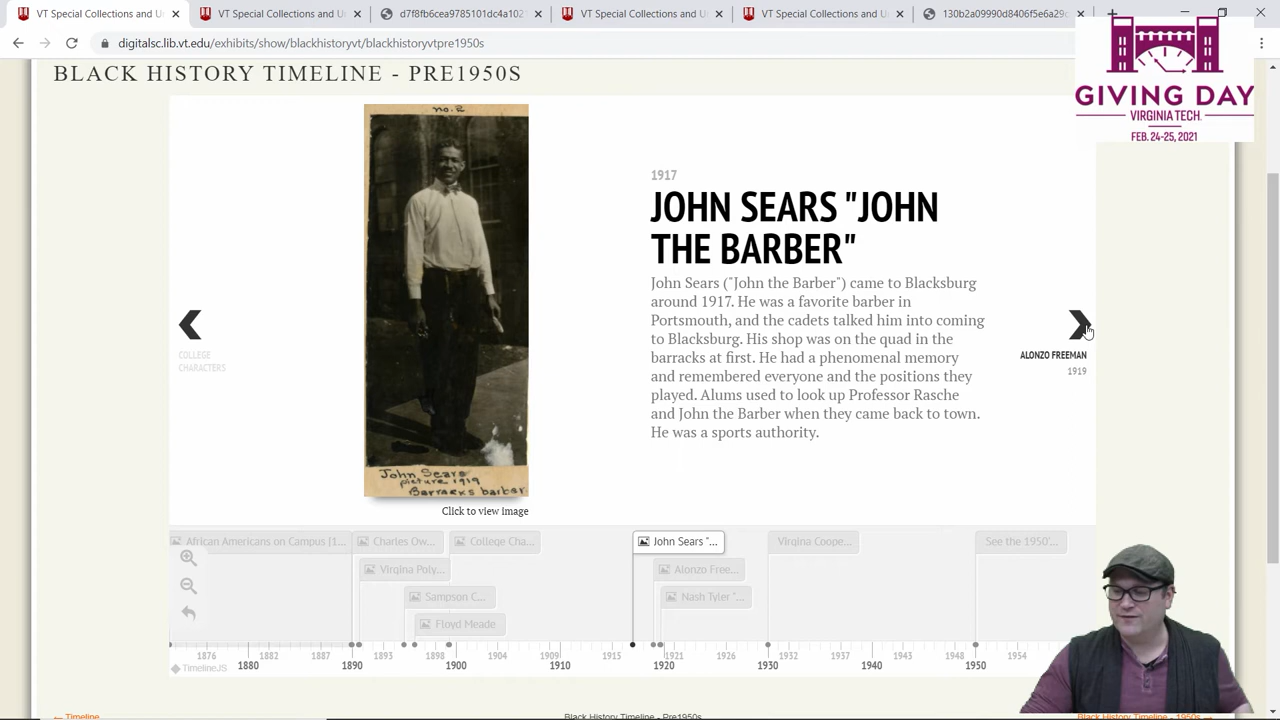 VT Special Collections and Un
VT Special Collections and Un
VT Special Collections and
VT Special Collections and
digitalsc.lib.vt.edu/exhibits/show/blackhistoryvt/blackhistoryvtpre1950s
BLACK HISTORY TIMELINE - PRE1950S
GIVING DAY
VIRGINIA TECH.
FEB. 24-25, 2021
no. 2
1917
JOHN SEARS "JOHN
THE BARBER"
John Sears ("John the Barber") came to Blacksburg
around 1917. He was a favorite barber in
Portsmouth, and the cadets talked him into coming
to Blacksburg. His shop was on the quad in the
barracks at first. He had a phenomenal memory
and remembered everyone and the positions they
played. Alums used to look up Professor Rasche
and John the Barber when they came back to town.
He was a sports authority.
COLLEGE
CHARACTERS
ALONZO FREEMAN
1919
John Sears
picture 1919
Barracks barber
Click to view image
African Americans on Campus [1...
Charles Ow...
College Cha...
John Sears "...
Virgina Coope...
See the 1950'...
Virgina Poly...
Alonzo Free...
Sampson C...
Nash Tyler "...
Floyd Meade
1876 1882 1887 1893 1898 1904 1909 1915 1921 1926 1932 1937 1943 1948 1954
1880 1890 1900 1910 1920 1930 1940 1950
TimelineJS
← Timeline
Black History Timeline - Pre1950s
Black History Timeline - 1950s →